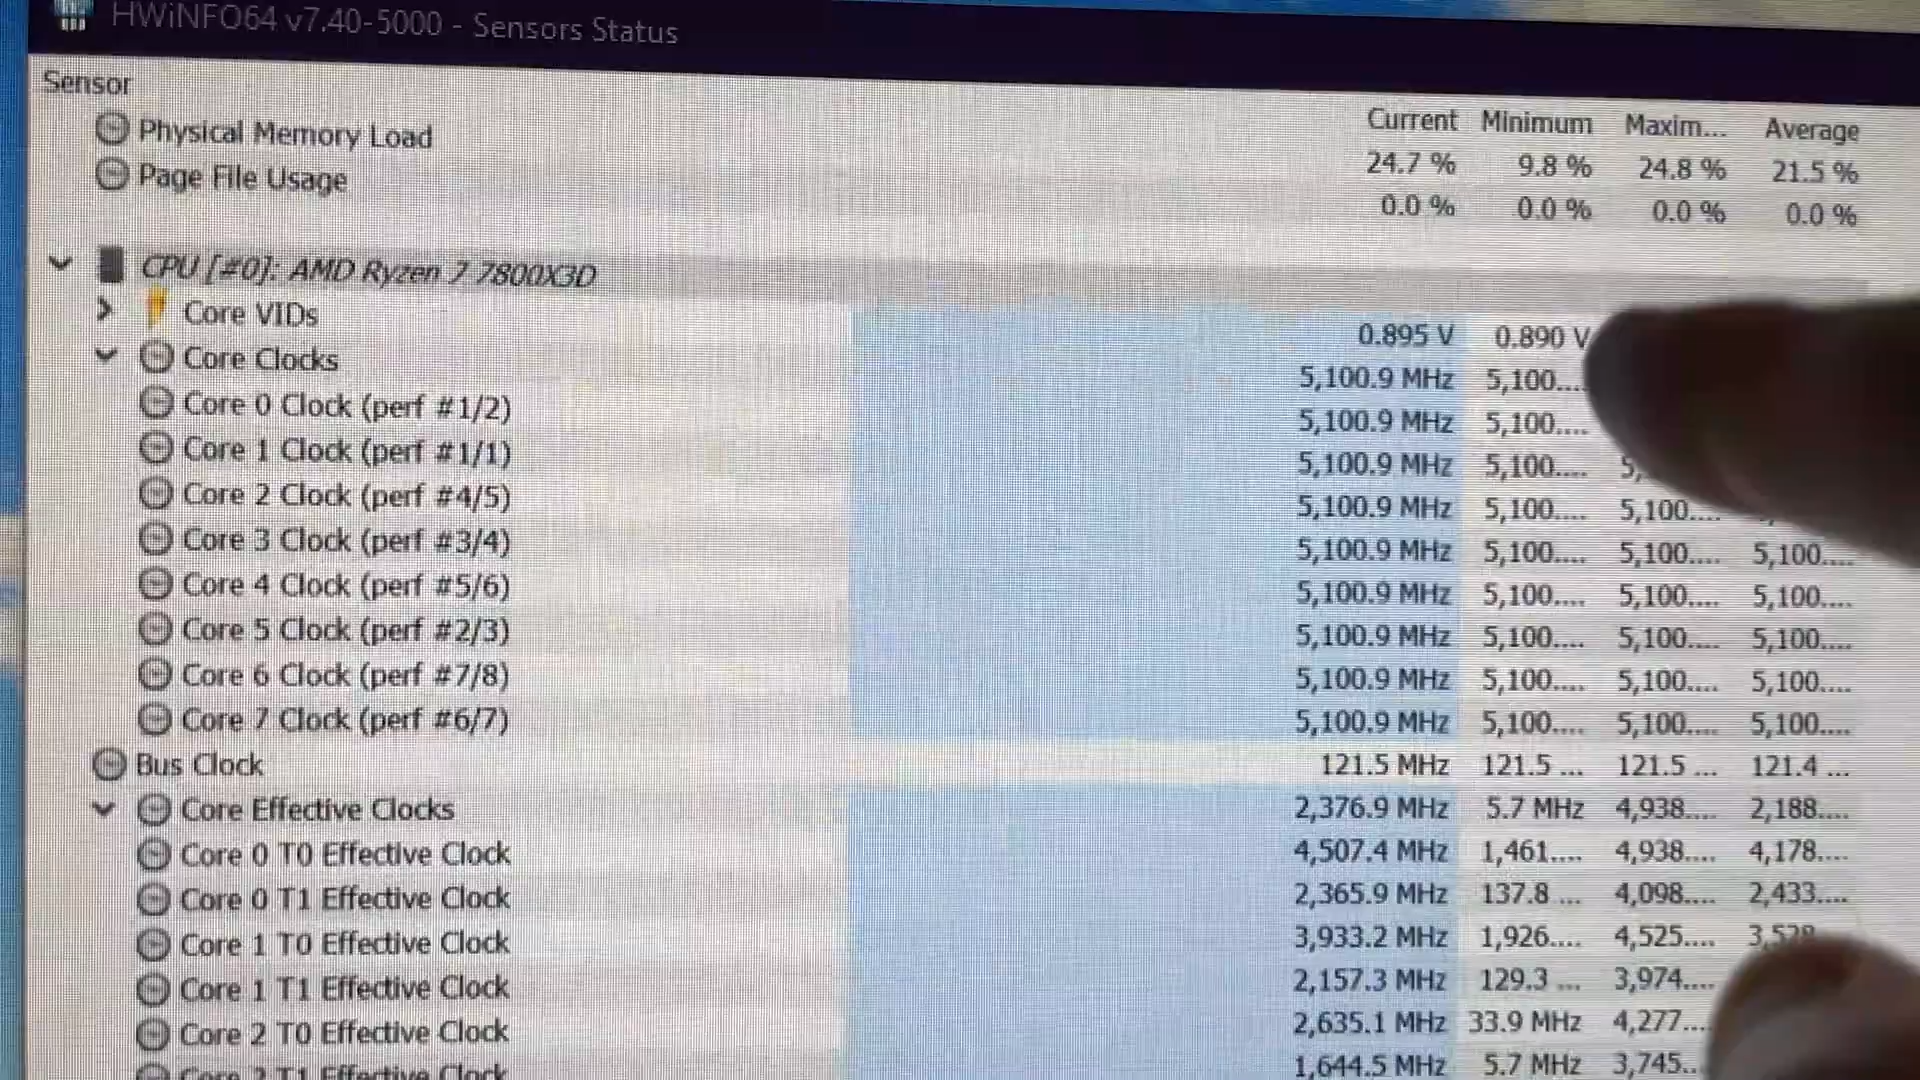 HWiNFO64 v7.40-5000 - Sensors Status
Sensor Current Minimum Maxim... Average
Physical Memory Load 24.7 % 9.8 % 24.8 % 21.5 %
Page File Usage 0.0 % 0.0 % 0.0 % 0.0 %
CPU [#0]: AMD Ryzen 7 7800X3D
Core VIDs 0.895 V 0.890 V
Core Clocks 5,100.9 MHz 5,100....
Core 0 Clock (perf #1/2) 5,100.9 MHz 5,100....
Core 1 Clock (perf #1/1) 5,100.9 MHz 5,100....
Core 2 Clock (perf #4/5) 5,100.9 MHz 5,100.... 5,100....
Core 3 Clock (perf #3/4) 5,100.9 MHz 5,100.... 5,100.... 5,100....
Core 4 Clock (perf #5/6) 5,100.9 MHz 5,100.... 5,100.... 5,100....
Core 5 Clock (perf #2/3) 5,100.9 MHz 5,100.... 5,100.... 5,100....
Core 6 Clock (perf #7/8) 5,100.9 MHz 5,100.... 5,100.... 5,100....
Core 7 Clock (perf #6/7) 5,100.9 MHz 5,100.... 5,100.... 5,100....
Bus Clock 121.5 MHz 121.5 ... 121.5 ... 121.4 ...
Core Effective Clocks 2,376.9 MHz 5.7 MHz 4,938.... 2,188....
Core 0 T0 Effective Clock 4,507.4 MHz 1,461.... 4,938.... 4,178....
Core 0 T1 Effective Clock 2,365.9 MHz 137.8 ... 4,098.... 2,433....
Core 1 T0 Effective Clock 3,933.2 MHz 1,926.... 4,525....
Core 1 T1 Effective Clock 2,157.3 MHz 129.3 ... 3,974....
Core 2 T0 Effective Clock 2,635.1 MHz 33.9 MHz 4,277....
Core 2 T1 Effective Clock 1,644.5 MHz 5.7 MHz 3,745...